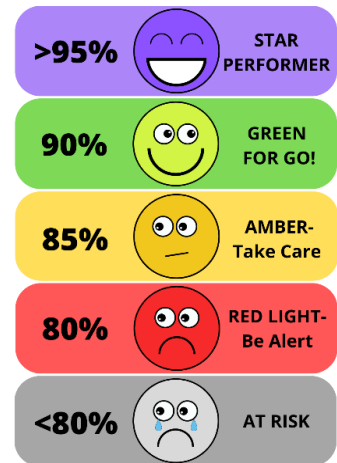 >95%
STAR
PERFORMER
90%
GREEN
FOR GO!
85%
AMBER-
Take Care
80%
RED LIGHT-
Be Alert
<80%
AT RISK